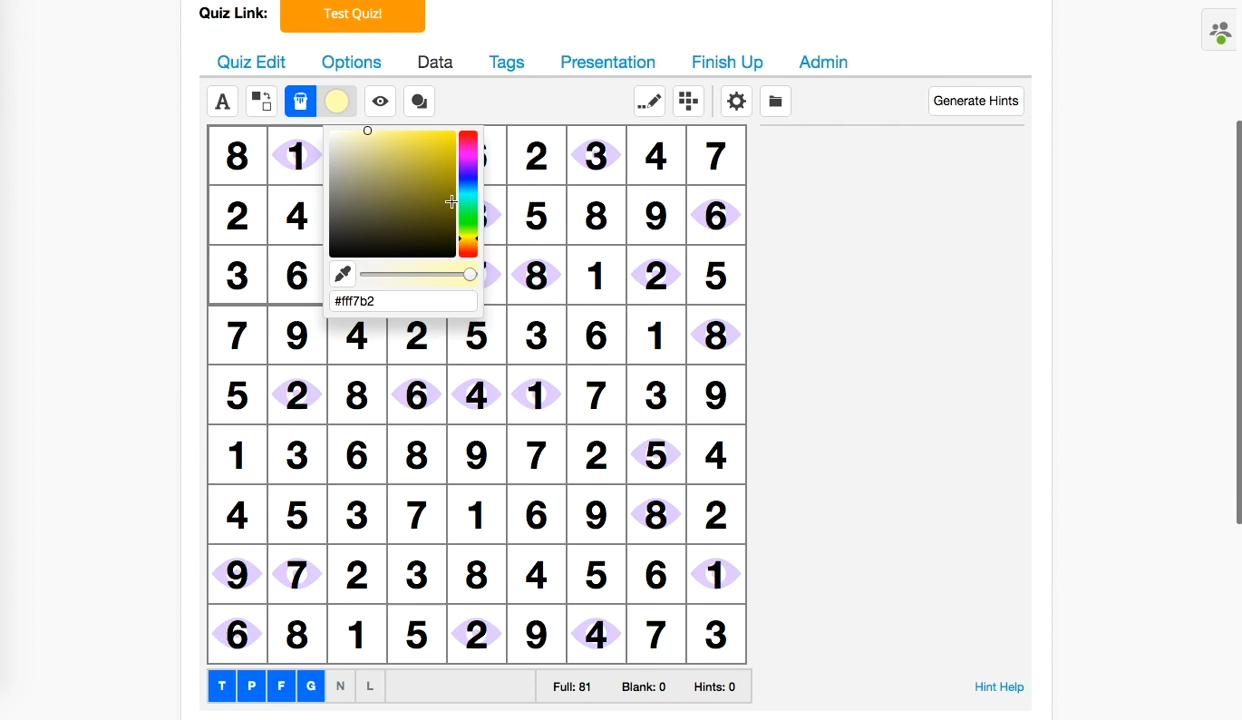 Quiz Link: Test Quiz!
Quiz Edit Options Data Tags Presentation Finish Up Admin
A Generate Hints
8 1 2 3 4 7
2 4 5 8 9 6
3 6 8 1 2 5
#fff7b2
7 9 4 2 5 3 6 1 8
5 2 8 6 4 1 7 3 9
1 3 6 8 9 7 2 5 4
4 5 3 7 1 6 9 8 2
9 7 2 3 8 4 5 6 1
6 8 1 5 2 9 4 7 3
T P F G N L Full: 81 Blank: 0 Hints: 0 Hint Help